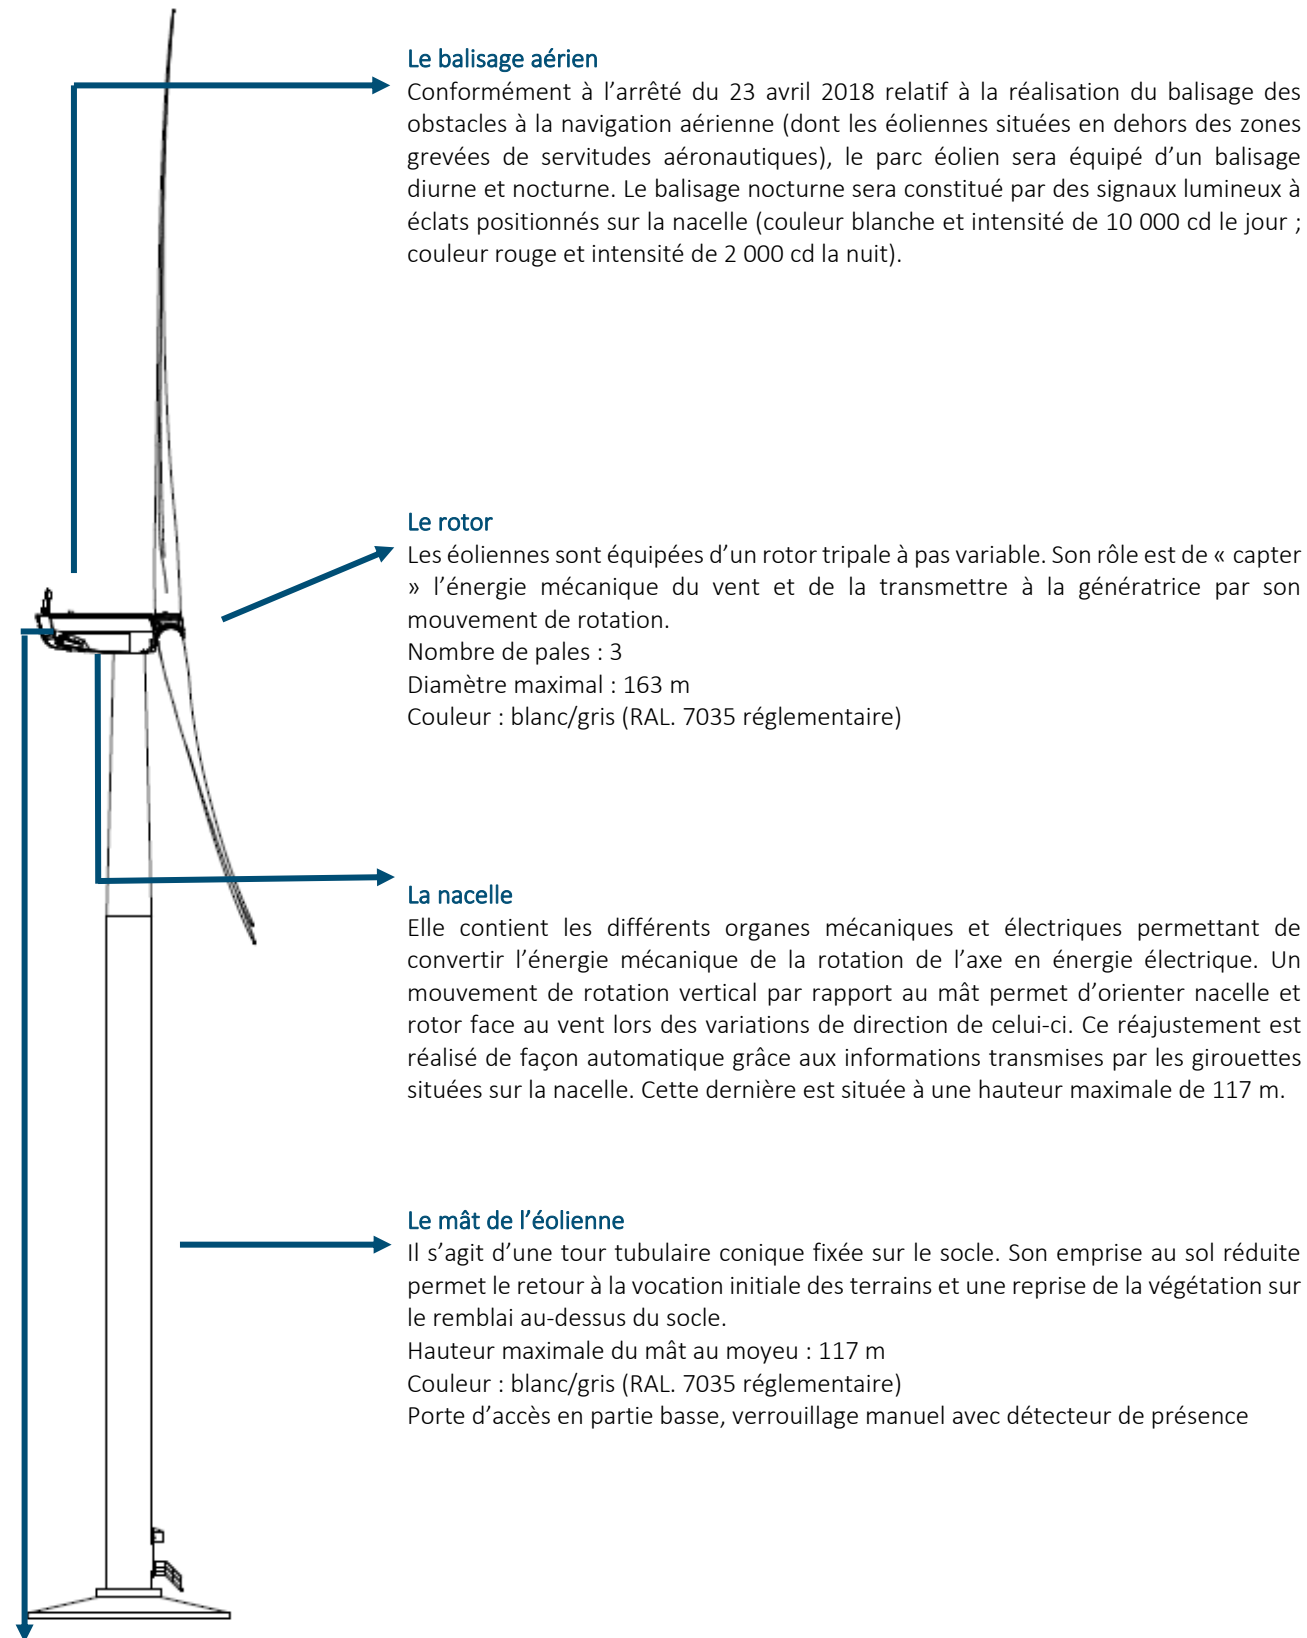 Le balisage aérien
Conformément à l’arrêté du 23 avril 2018 relatif à la réalisation du balisage des
obstacles à la navigation aérienne (dont les éoliennes situées en dehors des zones
grevées de servitudes aéronautiques), le parc éolien sera équipé d’un balisage
diurne et nocturne. Le balisage nocturne sera constitué par des signaux lumineux à
éclats positionnés sur la nacelle (couleur blanche et intensité de 10 000 cd le jour ;
couleur rouge et intensité de 2 000 cd la nuit).
Le rotor
Les éoliennes sont équipées d’un rotor tripale à pas variable. Son rôle est de « capter
» l’énergie mécanique du vent et de la transmettre à la génératrice par son
mouvement de rotation.
Nombre de pales : 3
Diamètre maximal : 163 m
Couleur : blanc/gris (RAL. 7035 réglementaire)
La nacelle
Elle contient les différents organes mécaniques et électriques permettant de
convertir l’énergie mécanique de la rotation de l’axe en énergie électrique. Un
mouvement de rotation vertical par rapport au mât permet d’orienter nacelle et
rotor face au vent lors des variations de direction de celui-ci. Ce réajustement est
réalisé de façon automatique grâce aux informations transmises par les girouettes
situées sur la nacelle. Cette dernière est située à une hauteur maximale de 117 m.
Le mât de l’éolienne
Il s’agit d’une tour tubulaire conique fixée sur le socle. Son emprise au sol réduite
permet le retour à la vocation initiale des terrains et une reprise de la végétation sur
le remblai au-dessus du socle.
Hauteur maximale du mât au moyeu : 117 m
Couleur : blanc/gris (RAL. 7035 réglementaire)
Porte d’accès en partie basse, verrouillage manuel avec détecteur de présence